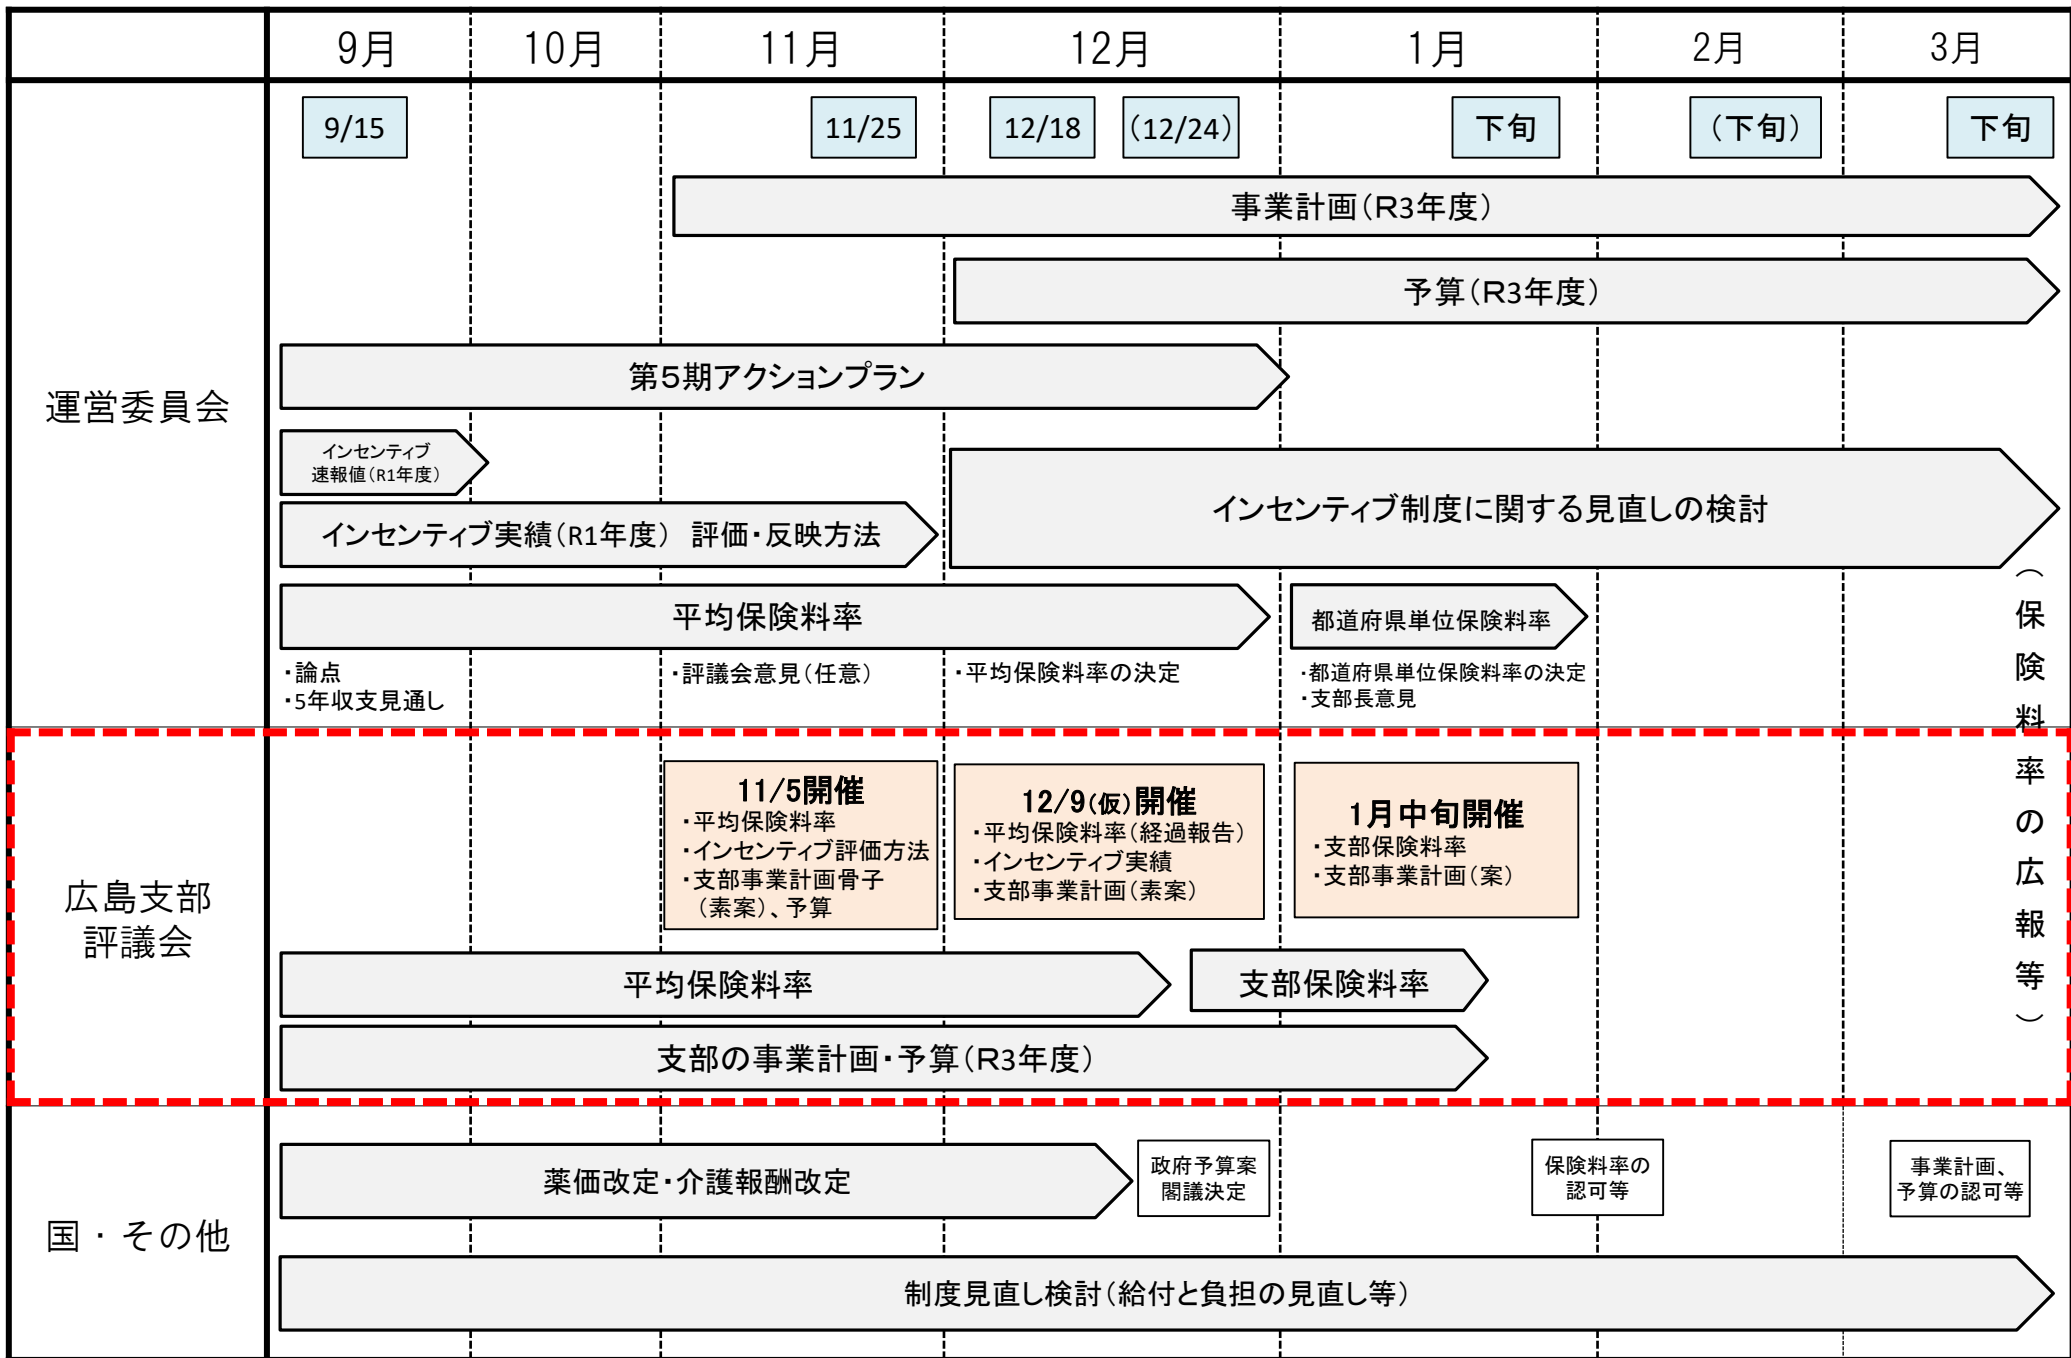 9月
10月
11月
12月
1月
2月
3月
運営委員会
9/15
11/25
12/18
(12/24)
下旬
（下旬）
下旬
事業計画（R3年度）
予算（R3年度）
第5期アクションプラン
インセンティブ
速報値（R1年度）
インセンティブ実績（R1年度） 評価・反映方法
インセンティブ制度に関する見直しの検討
平均保険料率
都道府県単位保険料率
・論点
・5年収支見通し
・評議会意見（任意）
・平均保険料率の決定
・都道府県単位保険料率の決定
・支部長意見
（保険料率の広報等）
広島支部
評議会
11/5開催
・平均保険料率
・インセンティブ評価方法
・支部事業計画骨子
（素案）、予算
12/9(仮)開催
・平均保険料率（経過報告）
・インセンティブ実績
・支部事業計画（素案）
1月中旬開催
・支部保険料率
・支部事業計画（案）
平均保険料率
支部保険料率
支部の事業計画・予算（R3年度）
国・その他
薬価改定・介護報酬改定
政府予算案
閣議決定
保険料率の
認可等
事業計画、
予算の認可等
制度見直し検討（給付と負担の見直し等）